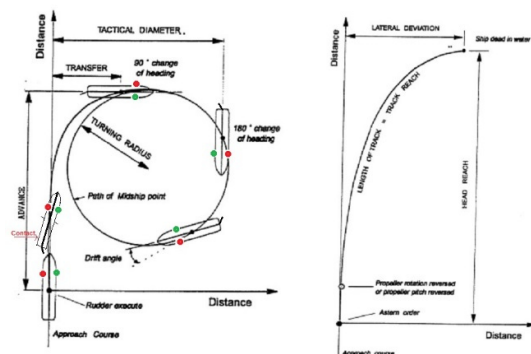 Distance
TACTICAL DIAMETER.
TRANSFER
90° change
of heading
TURNING RADIUS
180° change
of heading
ADVANCE
Path of Midship point
Contact
Drift angle
Rudder execute
Distance
Approach Course
Distance
LATERAL DEVIATION
Ship dead in water
LENGTH OF TRACK = TRACK REACH
HEAD REACH
Propeller rotation reversed
or propeller pitch reversed
Astern order
Distance
Approach course